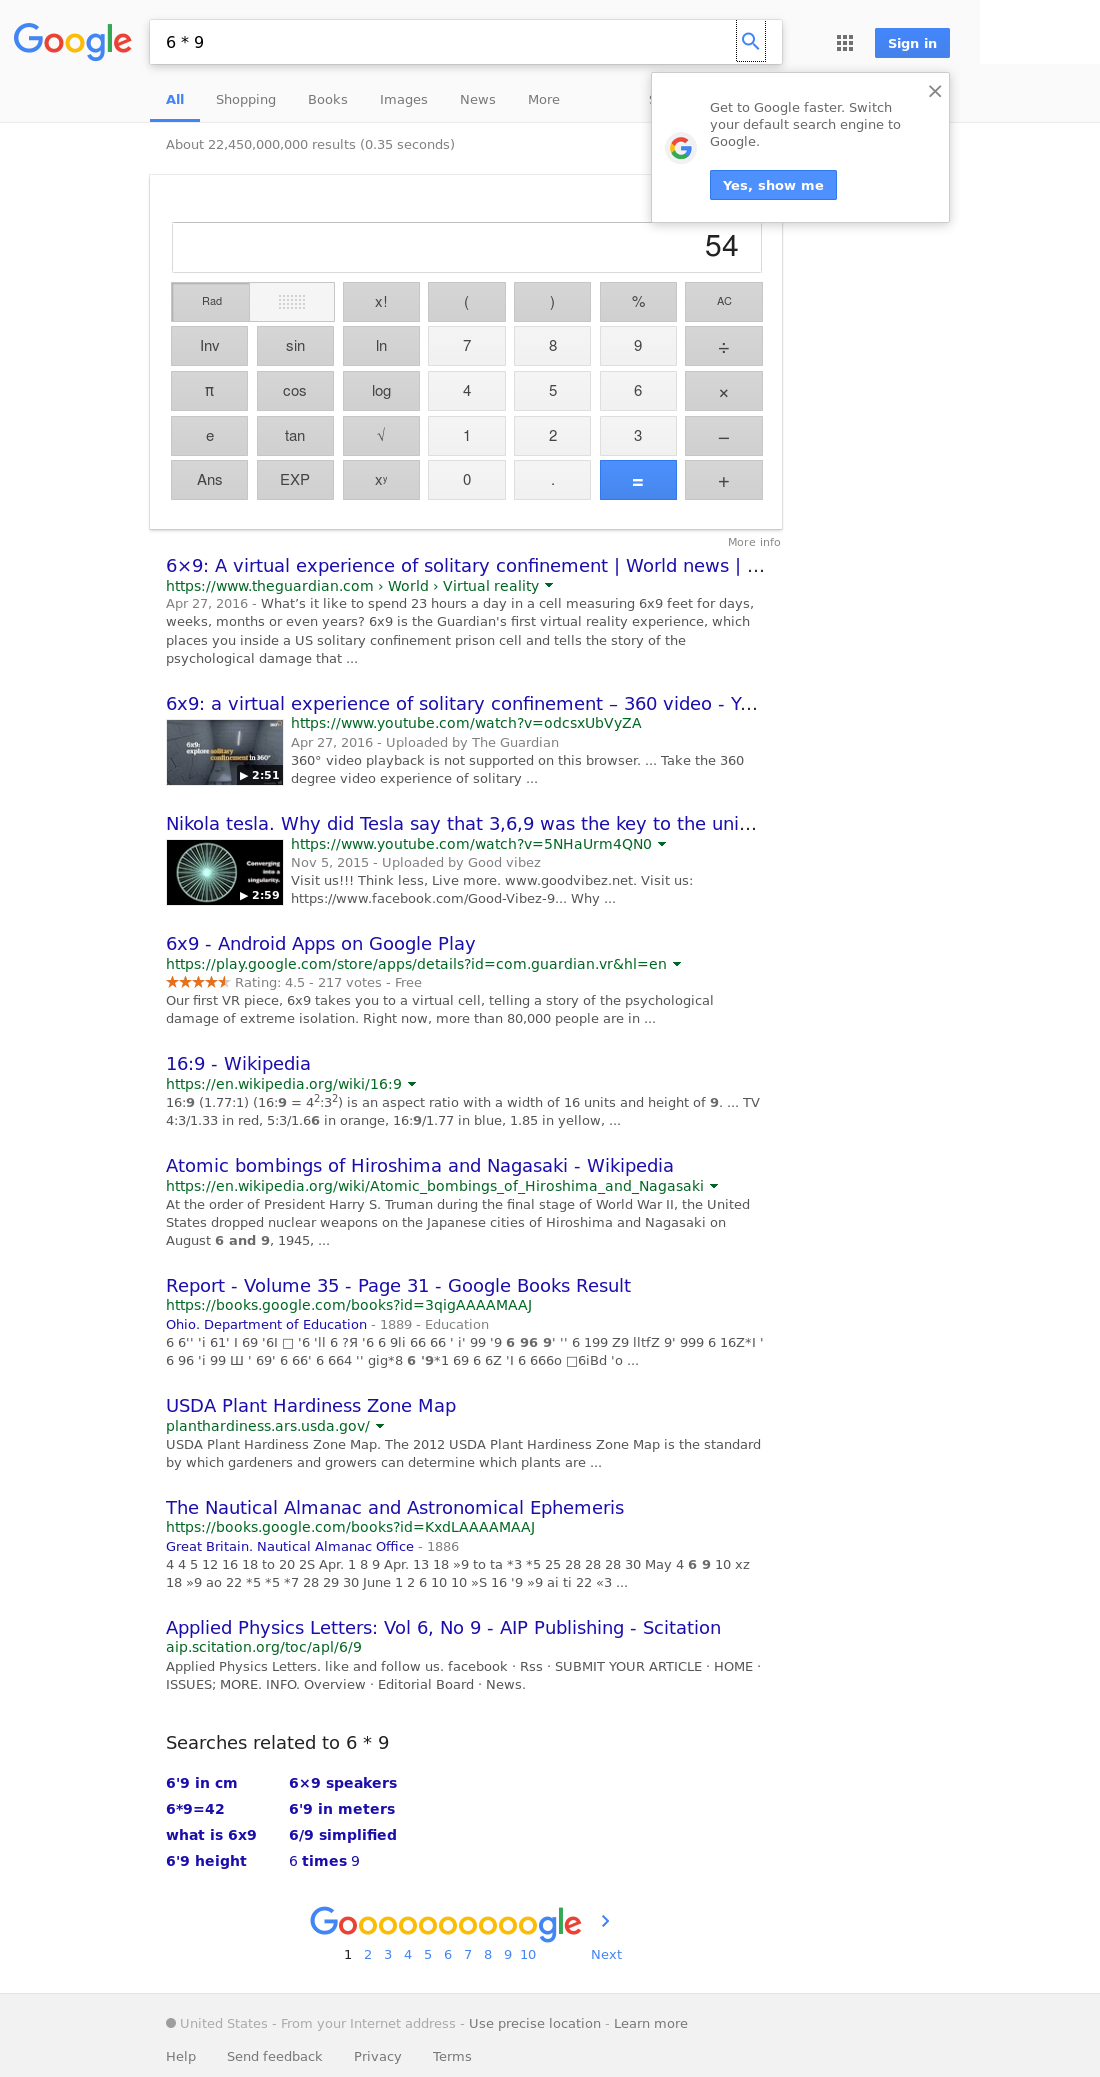 Google
6 * 9
Sign in
All Shopping Books Images News More
Get to Google faster. Switch
your default search engine to
Google.
Yes, show me
About 22,450,000,000 results (0.35 seconds)
54
Rad x! ( ) % AC
Inv sin ln 7 8 9 ÷
π cos log 4 5 6 ×
e tan √ 1 2 3 −
Ans EXP xʸ 0 . = +
More info
6×9: A virtual experience of solitary confinement | World news | ...
https://www.theguardian.com › World › Virtual reality
Apr 27, 2016 - What’s it like to spend 23 hours a day in a cell measuring 6x9 feet for days,
weeks, months or even years? 6x9 is the Guardian's first virtual reality experience, which
places you inside a US solitary confinement prison cell and tells the story of the
psychological damage that ...
6x9: a virtual experience of solitary confinement – 360 video - Y...
https://www.youtube.com/watch?v=odcsxUbVyZA
6x9:
explore solitary
confinement in 360°
▶ 2:51
Apr 27, 2016 - Uploaded by The Guardian
360° video playback is not supported on this browser. ... Take the 360
degree video experience of solitary ...
Nikola tesla. Why did Tesla say that 3,6,9 was the key to the uni...
https://www.youtube.com/watch?v=5NHaUrm4QN0
Converging
into a
singularity.
▶ 2:59
Nov 5, 2015 - Uploaded by Good vibez
Visit us!!! Think less, Live more. www.goodvibez.net. Visit us:
https://www.facebook.com/Good-Vibez-9... Why ...
6x9 - Android Apps on Google Play
https://play.google.com/store/apps/details?id=com.guardian.vr&hl=en
Rating: 4.5 - 217 votes - Free
Our first VR piece, 6x9 takes you to a virtual cell, telling a story of the psychological
damage of extreme isolation. Right now, more than 80,000 people are in ...
16:9 - Wikipedia
https://en.wikipedia.org/wiki/16:9
16:9 (1.77:1) (16:9 = 4²:3²) is an aspect ratio with a width of 16 units and height of 9. ... TV
4:3/1.33 in red, 5:3/1.66 in orange, 16:9/1.77 in blue, 1.85 in yellow, ...
Atomic bombings of Hiroshima and Nagasaki - Wikipedia
https://en.wikipedia.org/wiki/Atomic_bombings_of_Hiroshima_and_Nagasaki
At the order of President Harry S. Truman during the final stage of World War II, the United
States dropped nuclear weapons on the Japanese cities of Hiroshima and Nagasaki on
August 6 and 9, 1945, ...
Report - Volume 35 - Page 31 - Google Books Result
https://books.google.com/books?id=3qigAAAAMAAJ
Ohio. Department of Education - 1889 - Education
6 6'' 'i 61' I 69 '6I □ '6 'll 6 ?Я '6 6 9li 66 66 ' i' 99 '9 6 96 9' '' 6 199 Z9 lltfZ 9' 999 6 16Z*I '
6 96 'i 99 Ш ' 69' 6 66' 6 664 '' gig*8 6 '9*1 69 6 6Z 'I 6 666o □6iBd 'o ...
USDA Plant Hardiness Zone Map
planthardiness.ars.usda.gov/
USDA Plant Hardiness Zone Map. The 2012 USDA Plant Hardiness Zone Map is the standard
by which gardeners and growers can determine which plants are ...
The Nautical Almanac and Astronomical Ephemeris
https://books.google.com/books?id=KxdLAAAAMAAJ
Great Britain. Nautical Almanac Office - 1886
4 4 5 12 16 18 to 20 2S Apr. 1 8 9 Apr. 13 18 »9 to ta *3 *5 25 28 28 28 30 May 4 6 9 10 xz
18 »9 ao 22 *5 *5 *7 28 29 30 June 1 2 6 10 10 »S 16 '9 »9 ai ti 22 «3 ...
Applied Physics Letters: Vol 6, No 9 - AIP Publishing - Scitation
aip.scitation.org/toc/apl/6/9
Applied Physics Letters. like and follow us. facebook · Rss · SUBMIT YOUR ARTICLE · HOME ·
ISSUES; MORE. INFO. Overview · Editorial Board · News.
Searches related to 6 * 9
6'9 in cm 6×9 speakers
6*9=42 6'9 in meters
what is 6x9 6/9 simplified
6'9 height 6 times 9
Goooooooooogle
1 2 3 4 5 6 7 8 9 10 Next
United States - From your Internet address - Use precise location - Learn more
Help Send feedback Privacy Terms